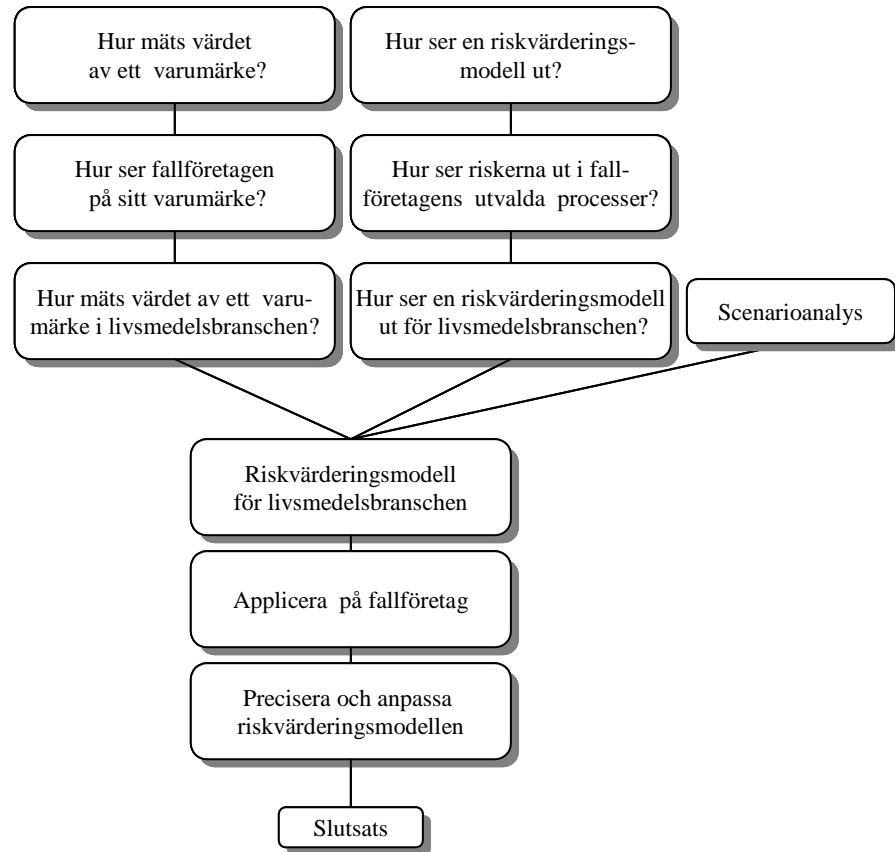 Hur mäts värdet
av ett varumärke?
Hur ser en riskvärderings-
modell ut?
Hur ser fallföretagen
på sitt varumärke?
Hur ser riskerna ut i fall-
företagens utvalda processer?
Hur mäts värdet av ett varu-
märke i livsmedelsbranschen?
Hur ser en riskvärderingsmodell
ut för livsmedelsbranschen?
Scenarioanalys
Riskvärderingsmodell
för livsmedelsbranschen
Applicera på fallföretag
Precisera och anpassa
riskvärderingsmodellen
Slutsats